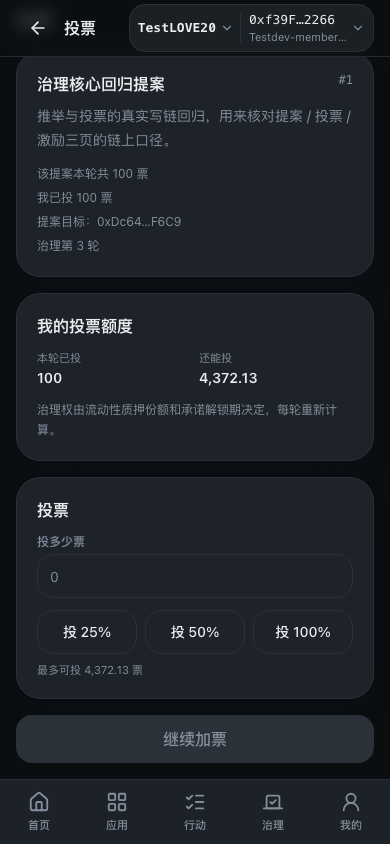 投票
TestLOVE20
0xf39F…2266
Testdev-member…
治理核心回归提案
#1
推举与投票的真实写链回归，用来核对提案 / 投票 /
激励三页的链上口径。
该提案本轮共 100 票
我已投 100 票
提案目标：0xDc64…F6C9
治理第 3 轮
我的投票额度
本轮已投
还能投
100
4,372.13
治理权由流动性质押份额和承诺解锁期决定，每轮重新计
算。
投票
投多少票
0
投 25%
投 50%
投 100%
最多可投 4,372.13 票
继续加票
首页
应用
行动
治理
我的